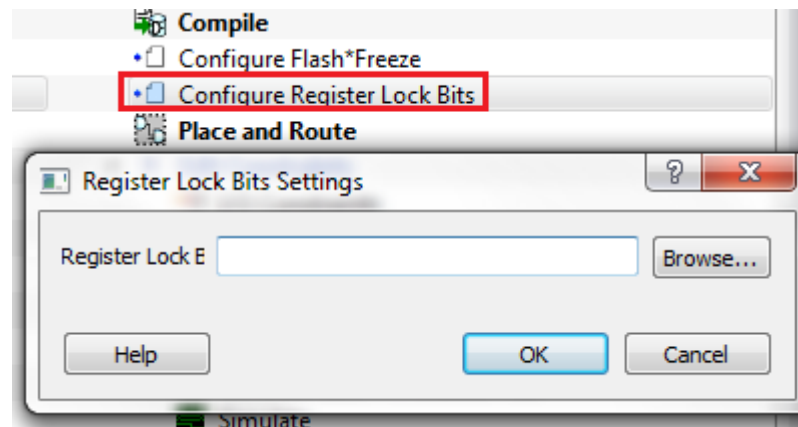 Compile
Configure Flash*Freeze
Configure Register Lock Bits
Place and Route
Register Lock Bits Settings
Register Lock B
Browse...
Help
OK
Cancel
Simulate